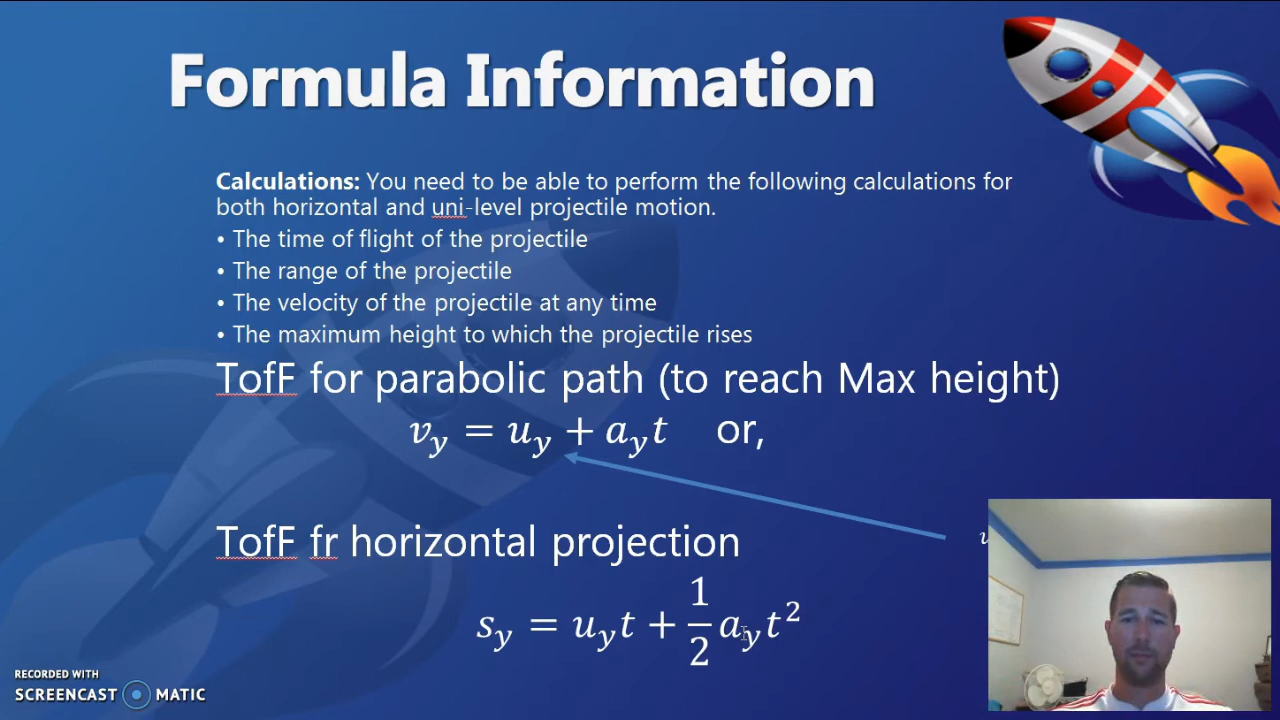 Formula Information
Calculations: You need to be able to perform the following calculations for
both horizontal and uni-level projectile motion.
• The time of flight of the projectile
• The range of the projectile
• The velocity of the projectile at any time
• The maximum height to which the projectile rises
TofF for parabolic path (to reach Max height)
v_y = u_y + a_y t or,
TofF fr horizontal projection
s_y = u_y t + 1/2 a_y t²
RECORDED WITH
SCREENCAST MATIC